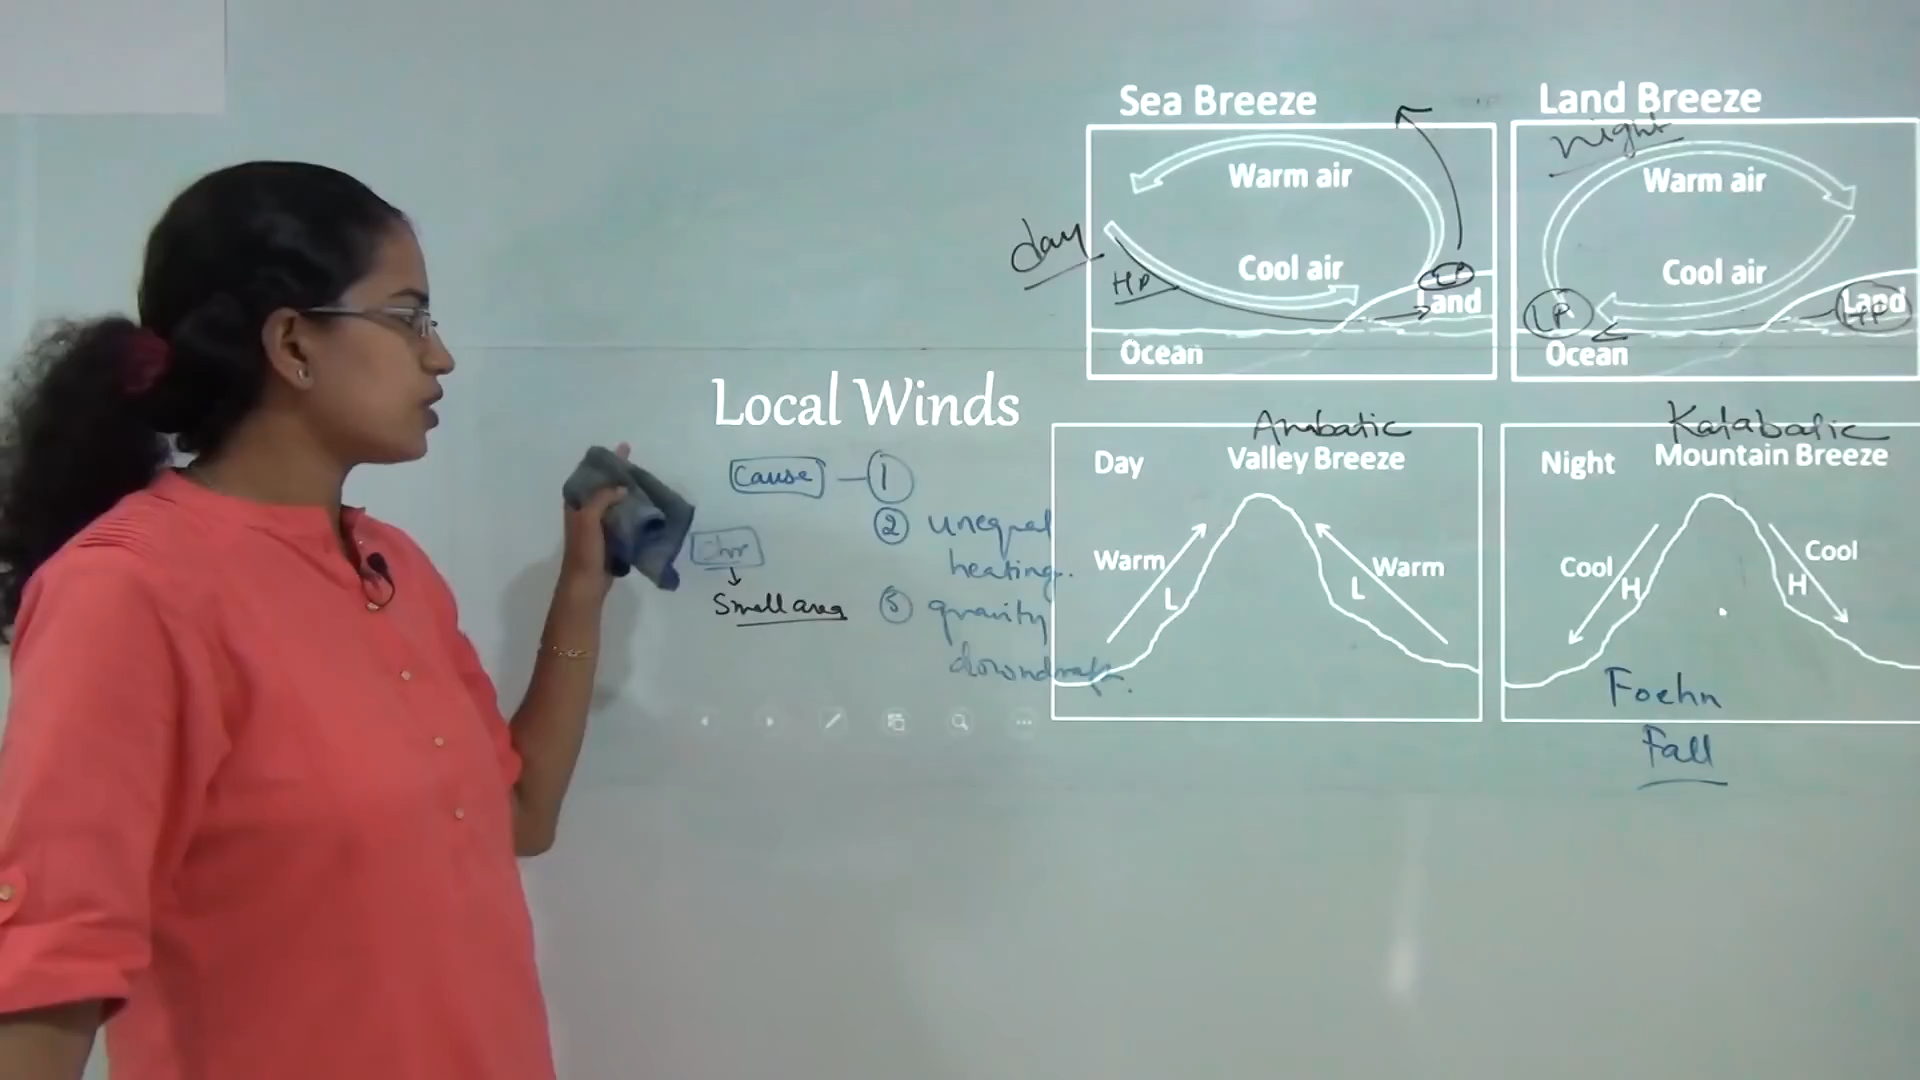 Sea Breeze
Warm air
day
HP
Cool air
LP
Land
Ocean
Land Breeze
night
Warm air
Cool air
LP
Land
HP
Ocean
Local Winds
Cause - 1
2 unequal
heating.
Small area
3 gravity
Anabatic
Day
Valley Breeze
Warm
L
L
Warm
Katabatic
Night
Mountain Breeze
Cool
H
H
Cool
Foehn
Fall